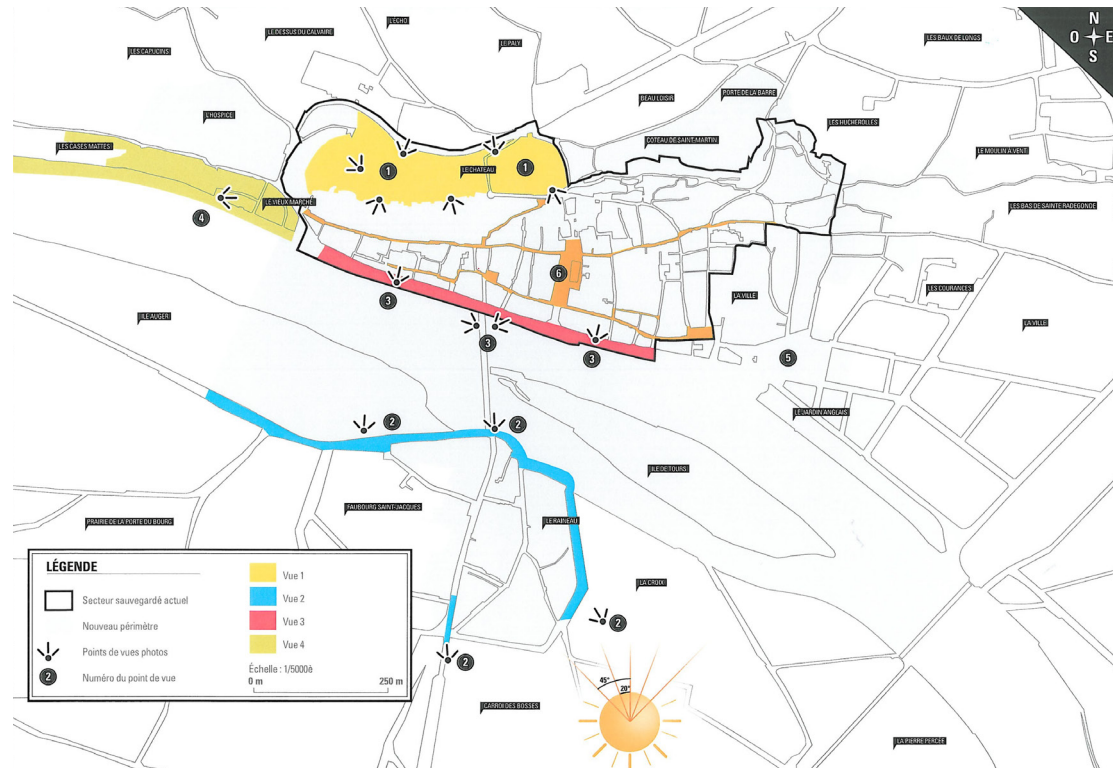 L'ÉCHO
LE DESSUS DU CALVAIRE
LE PALY
LES CAPUCINS
LES BAUX DE LONGS
N
O E
S
BEAU LOISIR
PORTE DE LA BARRE
L'HOSPICE
LES HUCHEROLLES
COTEAU DE SAINT-MARTIN
LES CASES MATTES
LE MOULIN À VENT
1
LE CHATEAU
1
LE VIEUX MARCHÉ
4
LES BAS DE SAINTE RADEGONDE
6
LES COURANCES
LA VILLE
3
ILE AUGER
LA VILLE
3
3
5
LE JARDIN ANGLAIS
2
2
ILE DE TOURS
PRAIRIE DE LA PORTE DU BOURG
FAUBOURG SAINT-JACQUES
LE RAINEAU
LA CROIX
2
2
CARROI DES BOSSES
LA PIERRE PERCÉE
45°
20°
LÉGENDE
Secteur sauvegardé actuel
Nouveau périmètre
Points de vues photos
2
Numéro du point de vue
Vue 1
Vue 2
Vue 3
Vue 4
Échelle : 1/5000è
0 m 250 m